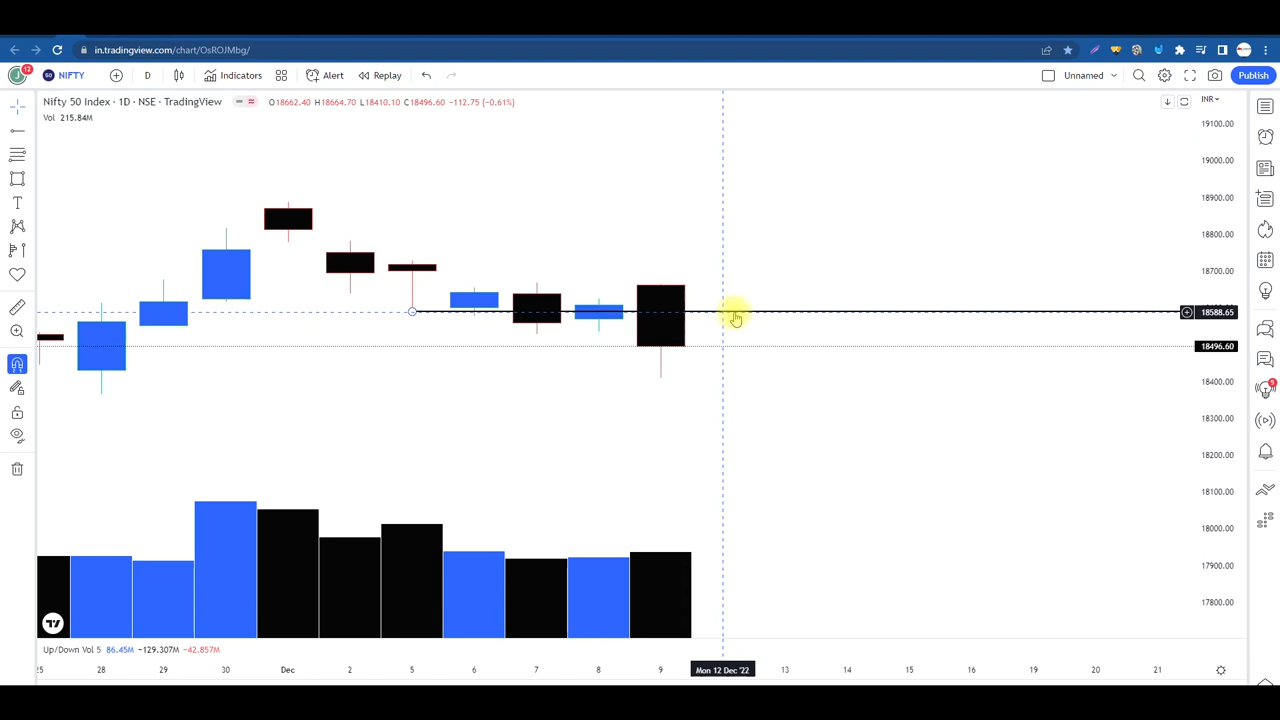 in.tradingview.com/chart/OsROJMbg/
J 12 50 NIFTY D Indicators Alert Replay Unnamed Publish
Nifty 50 Index · 1D · NSE · TradingView O18662.40 H18664.70 L18410.10 C18496.60 −112.75 (−0.61%) INR
Vol 215.84M
19100.00
19000.00
18900.00
18800.00
18700.00
18588.65
18496.60
18400.00
18300.00
18200.00
18100.00
18000.00
17900.00
17800.00
5
Up/Down Vol 5 86.45M −129.307M −42.857M
25 28 29 30 Dec 2 5 6 7 8 9 Mon 12 Dec '22 13 14 15 16 19 20 21